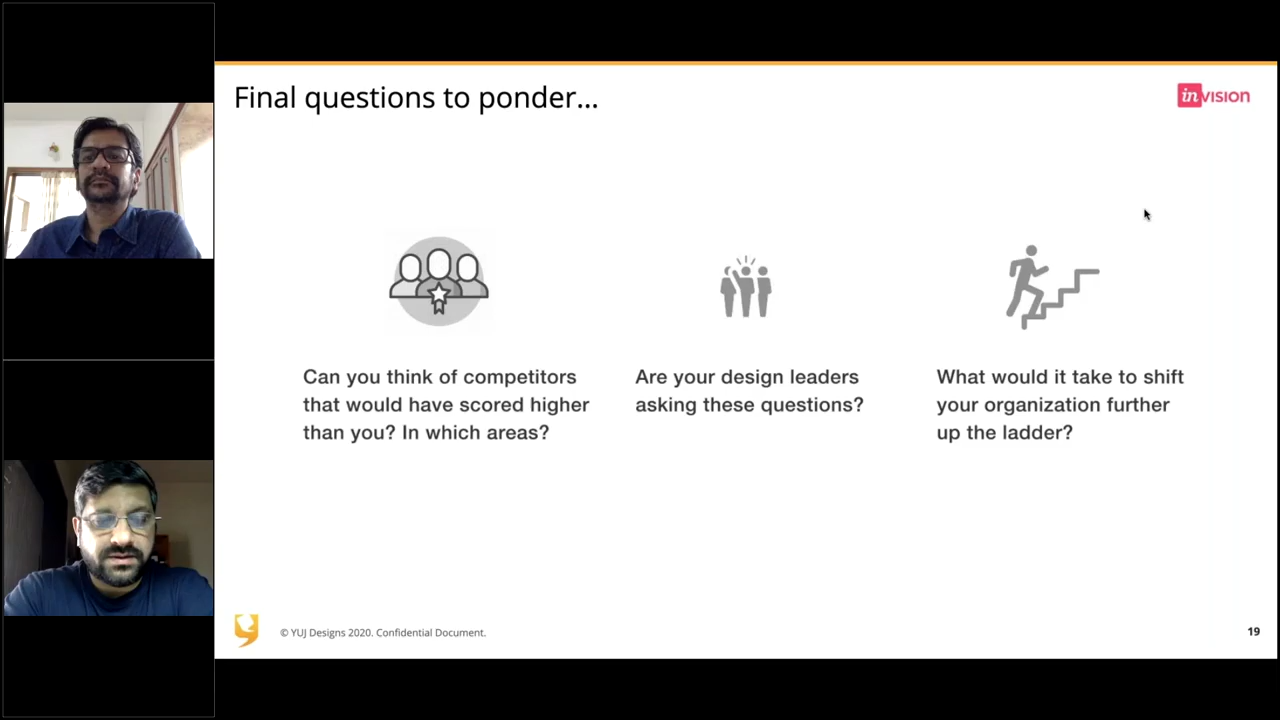 Final questions to ponder...
invision
Can you think of competitors
that would have scored higher
than you? In which areas?
Are your design leaders
asking these questions?
What would it take to shift
your organization further
up the ladder?
© YUJ Designs 2020. Confidential Document.
19